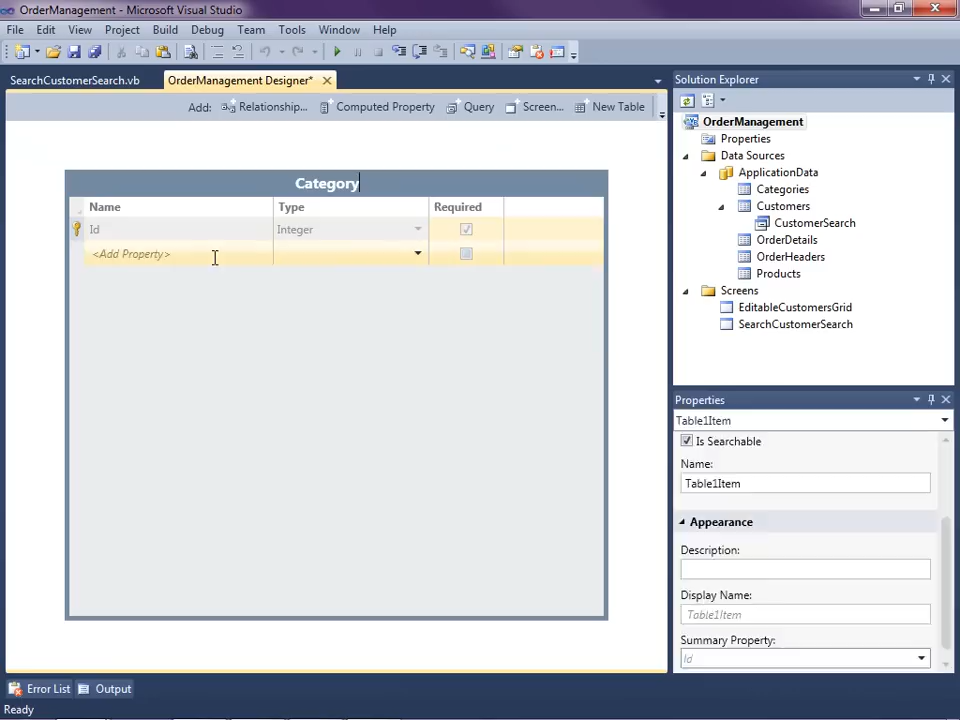 OrderManagement - Microsoft Visual Studio
File Edit View Project Build Debug Team Tools Window Help
SearchCustomerSearch.vb OrderManagement Designer*
Add: Relationship... Computed Property Query Screen... New Table
Category
Name Type Required
Id Integer
<Add Property>
Solution Explorer
OrderManagement
Properties
Data Sources
ApplicationData
Categories
Customers
CustomerSearch
OrderDetails
OrderHeaders
Products
Screens
EditableCustomersGrid
SearchCustomerSearch
Properties
Table1Item
Is Searchable
Name:
Table1Item
Appearance
Description:
Display Name:
Table1Item
Summary Property:
Id
Error List Output
Ready